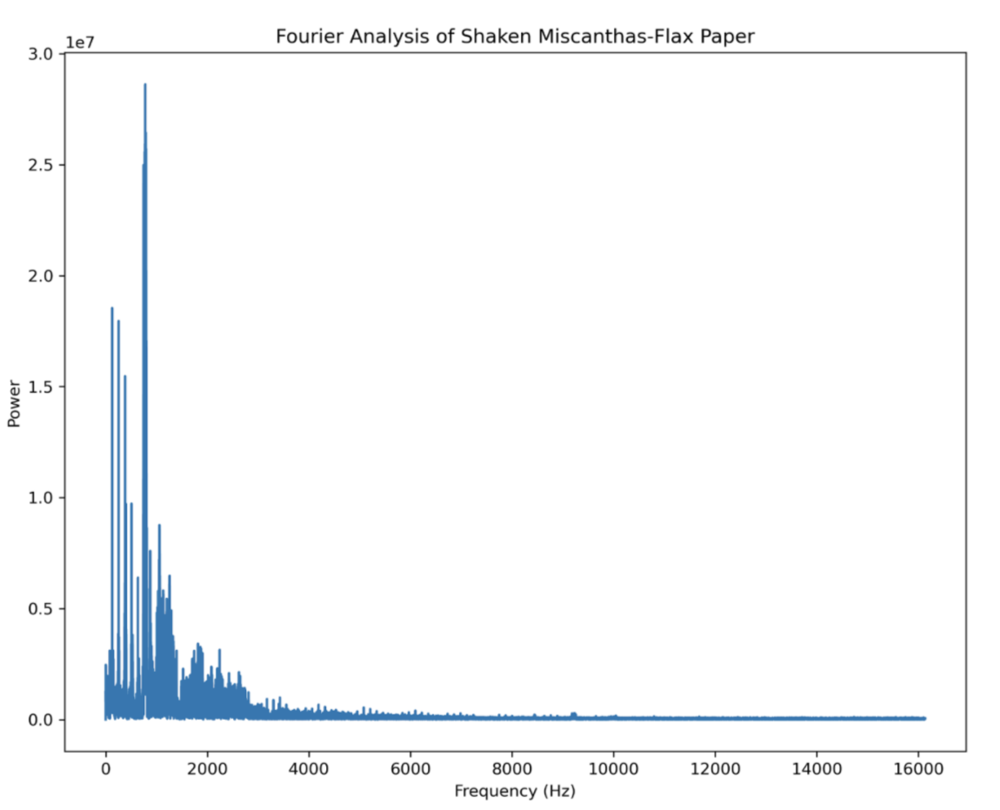 Fourier Analysis of Shaken Miscanthas-Flax Paper
1e7
3.0
2.5
2.0
1.5
1.0
0.5
0.0
Power
0 2000 4000 6000 8000 10000 12000 14000 16000
Frequency (Hz)